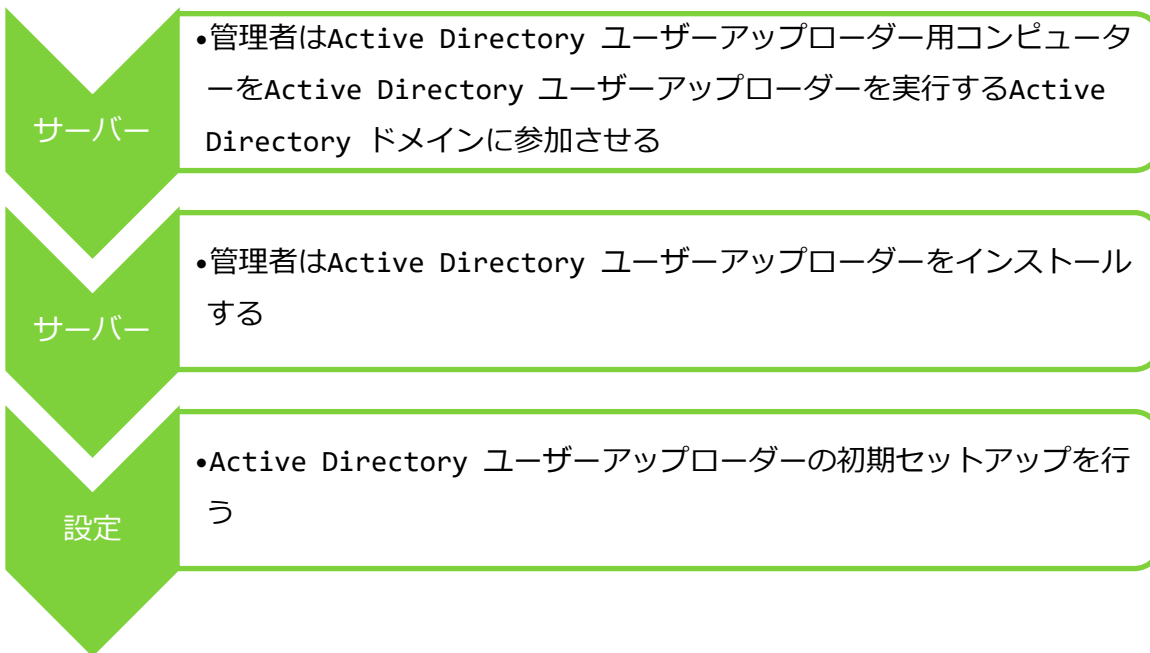 サーバー
•管理者はActive Directory ユーザーアップローダー用コンピュータ
ーをActive Directory ユーザーアップローダーを実行するActive
Directory ドメインに参加させる
サーバー
•管理者はActive Directory ユーザーアップローダーをインストール
する
設定
•Active Directory ユーザーアップローダーの初期セットアップを行
う